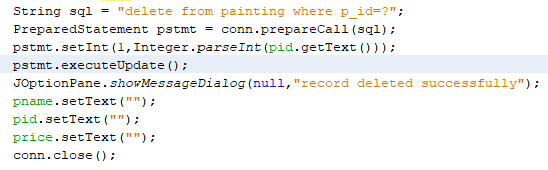 String sql = "delete from painting where p_id=?";
PreparedStatement pstmt = conn.prepareCall(sql);
pstmt.setInt(1,Integer.parseInt(pid.getText()));
pstmt.executeUpdate();
JOptionPane.showMessageDialog(null,"record deleted successfully");
pname.setText("");
pid.setText("");
price.setText("");
conn.close();